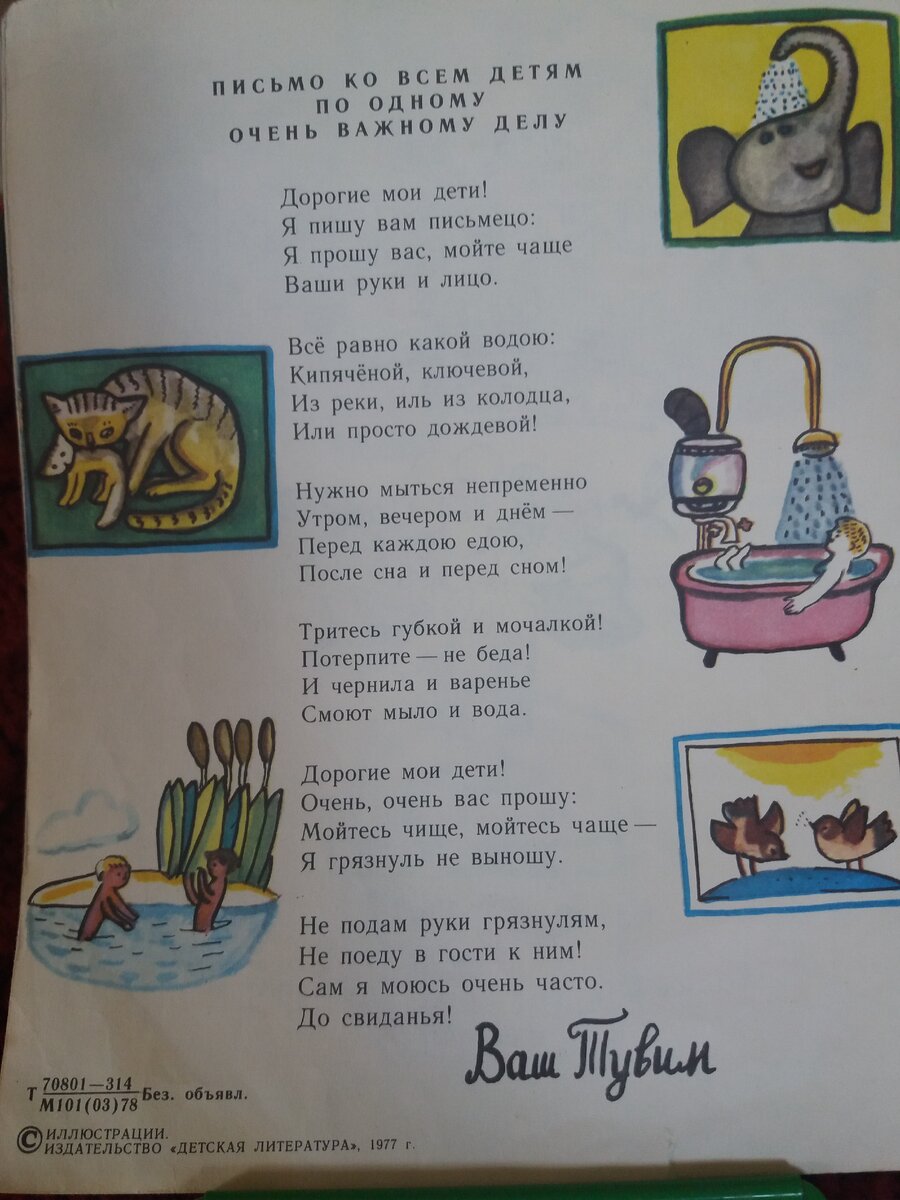 ПИСЬМО КО ВСЕМ ДЕТЯМ
ПО ОДНОМУ
ОЧЕНЬ ВАЖНОМУ ДЕЛУ
Дорогие мои дети!
Я пишу вам письмецо:
Я прошу вас, мойте чаще
Ваши руки и лицо.
Всё равно какой водою:
Кипячёной, ключевой,
Из реки, иль из колодца,
Или просто дождевой!
Нужно мыться непременно
Утром, вечером и днём —
Перед каждою едою,
После сна и перед сном!
Тритесь губкой и мочалкой!
Потерпите — не беда!
И чернила и варенье
Смоют мыло и вода.
Дорогие мои дети!
Очень, очень вас прошу:
Мойтесь чище, мойтесь чаще —
Я грязнуль не выношу.
Не подам руки грязнулям,
Не поеду в гости к ним!
Сам я моюсь очень часто.
До свиданья!
Ваш Тувим
Т 70801—314
М101(03)78 Без. объявл.
© ИЛЛЮСТРАЦИИ.
ИЗДАТЕЛЬСТВО «ДЕТСКАЯ ЛИТЕРАТУРА», 1977 г.